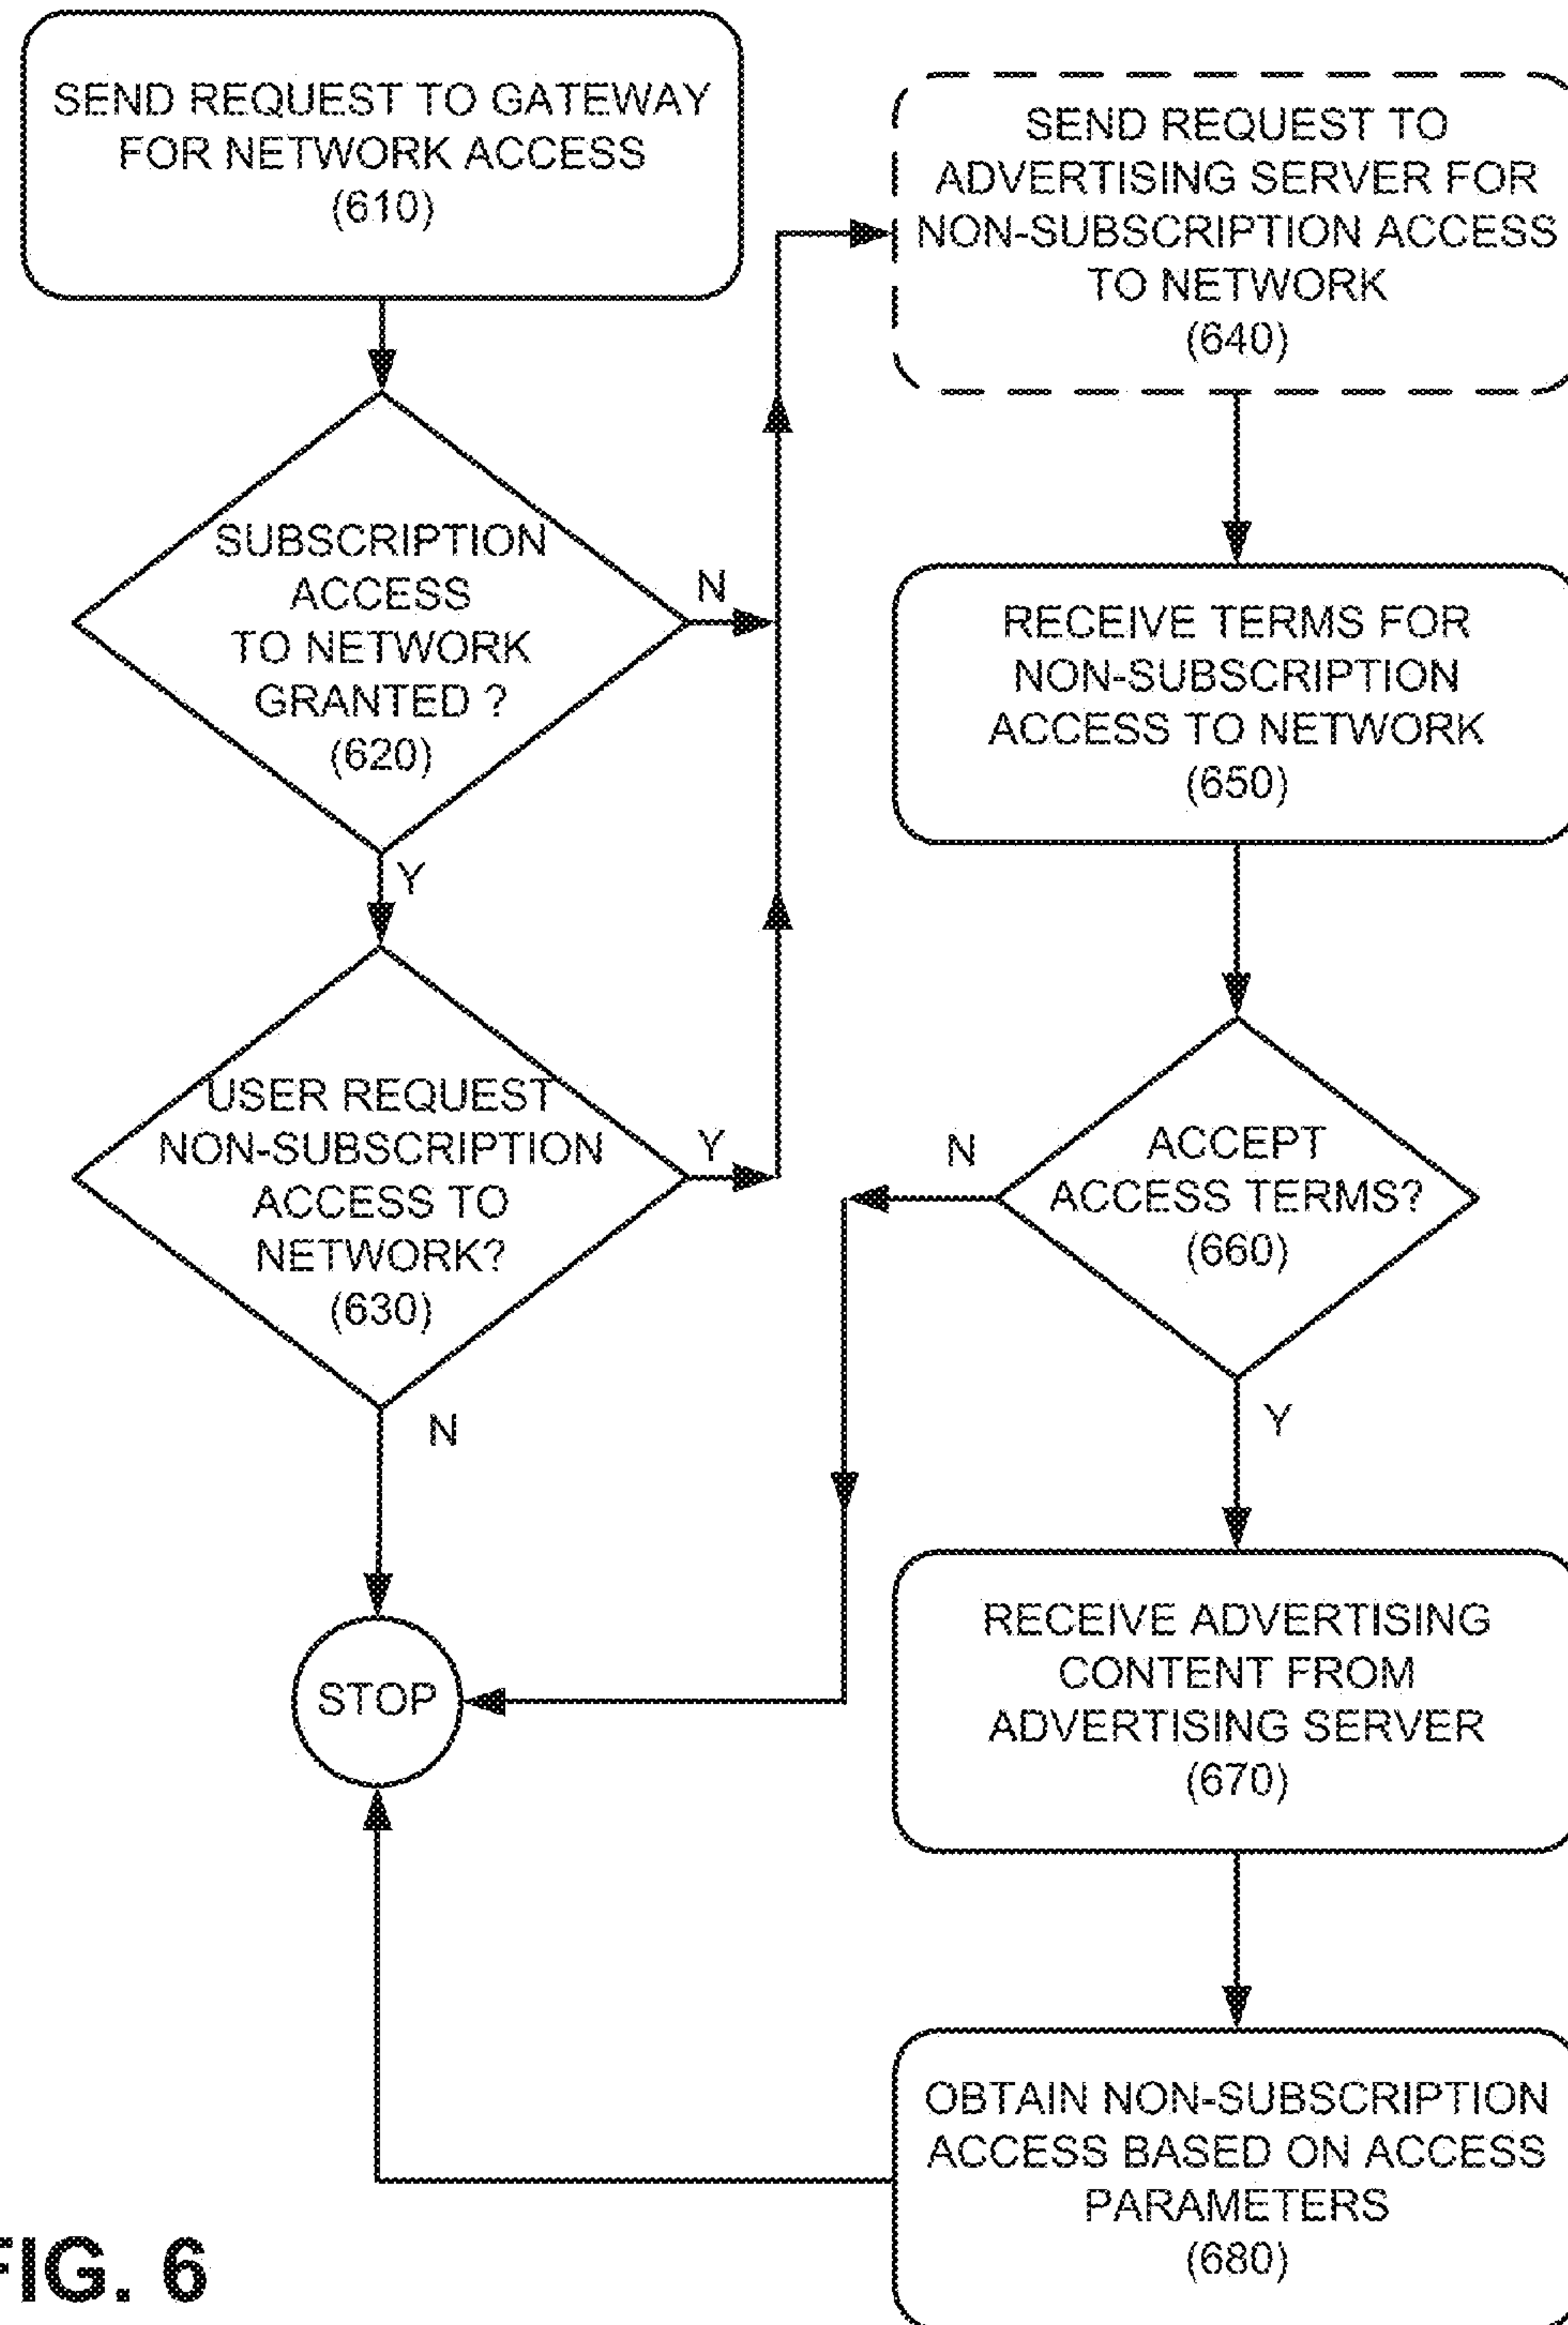 SEND REQUEST TO GATEWAY
FOR NETWORK ACCESS
(610)
SUBSCRIPTION
ACCESS
TO NETWORK
GRANTED ?
(620)
N
Y
USER REQUEST
NON-SUBSCRIPTION
ACCESS TO
NETWORK?
(630)
Y
N
STOP
SEND REQUEST TO
ADVERTISING SERVER FOR
NON-SUBSCRIPTION ACCESS
TO NETWORK
(640)
RECEIVE TERMS FOR
NON-SUBSCRIPTION
ACCESS TO NETWORK
(650)
ACCEPT
ACCESS TERMS?
(660)
N
Y
RECEIVE ADVERTISING
CONTENT FROM
ADVERTISING SERVER
(670)
OBTAIN NON-SUBSCRIPTION
ACCESS BASED ON ACCESS
PARAMETERS
(680)
FIG. 6